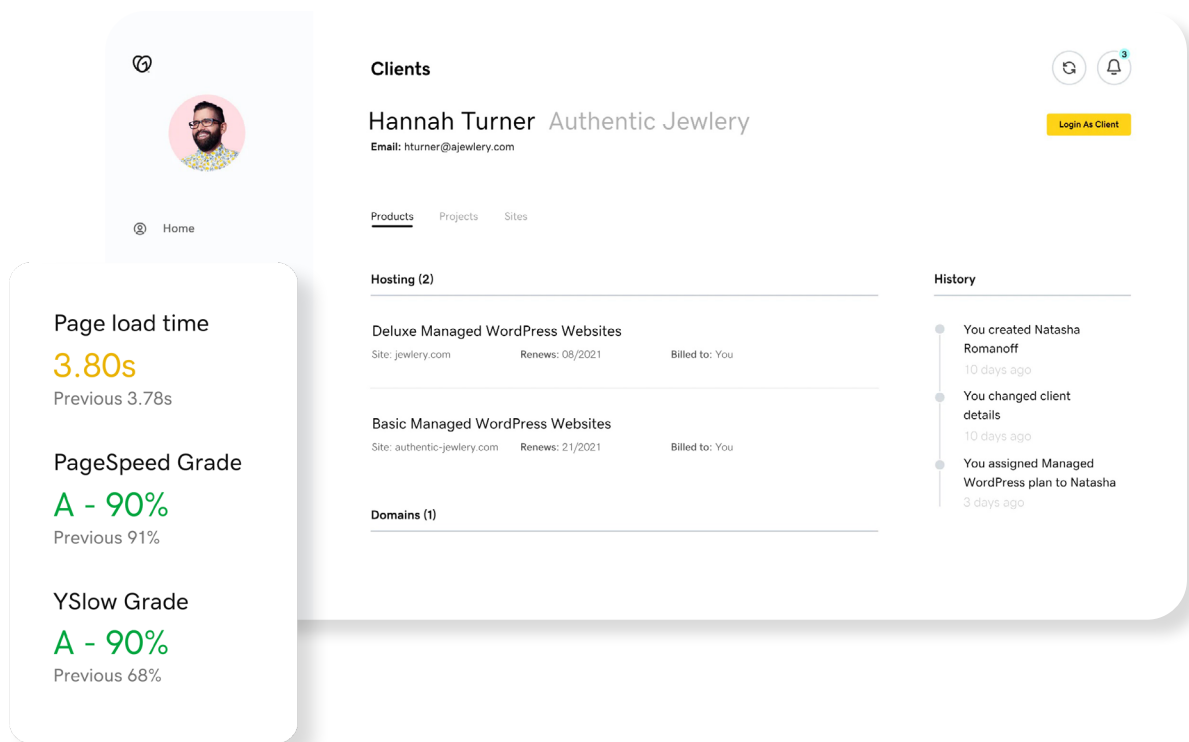 Clients
3
Hannah Turner Authentic Jewlery
Login As Client
Email: hturner@ajewlery.com
Products Projects Sites
Home
Hosting (2)
Deluxe Managed WordPress Websites
Site: jewlery.com Renews: 08/2021 Billed to: You
Basic Managed WordPress Websites
Site: authentic-jewlery.com Renews: 21/2021 Billed to: You
Domains (1)
History
You created Natasha
Romanoff
10 days ago
You changed client
details
10 days ago
You assigned Managed
WordPress plan to Natasha
3 days ago
Page load time
3.80s
Previous 3.78s
PageSpeed Grade
A - 90%
Previous 91%
YSlow Grade
A - 90%
Previous 68%